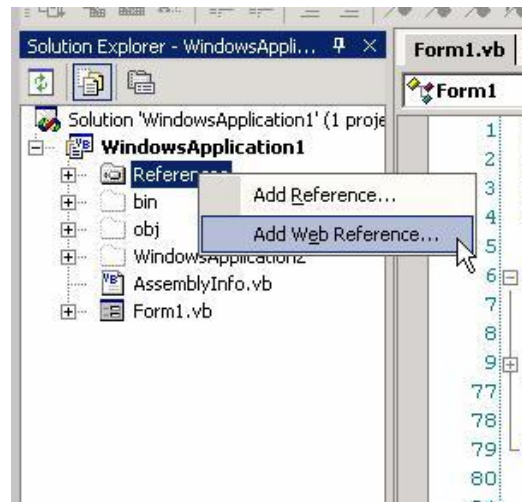 Solution Explorer - WindowsAppli...
Form1.vb
Form1
Solution 'WindowsApplication1' (1 proje
WindowsApplication1
References
Add Reference...
bin
Add Web Reference...
obj
WindowsApplication2
AssemblyInfo.vb
Form1.vb
1
2
3
4
5
6
7
8
9
77
78
79
80